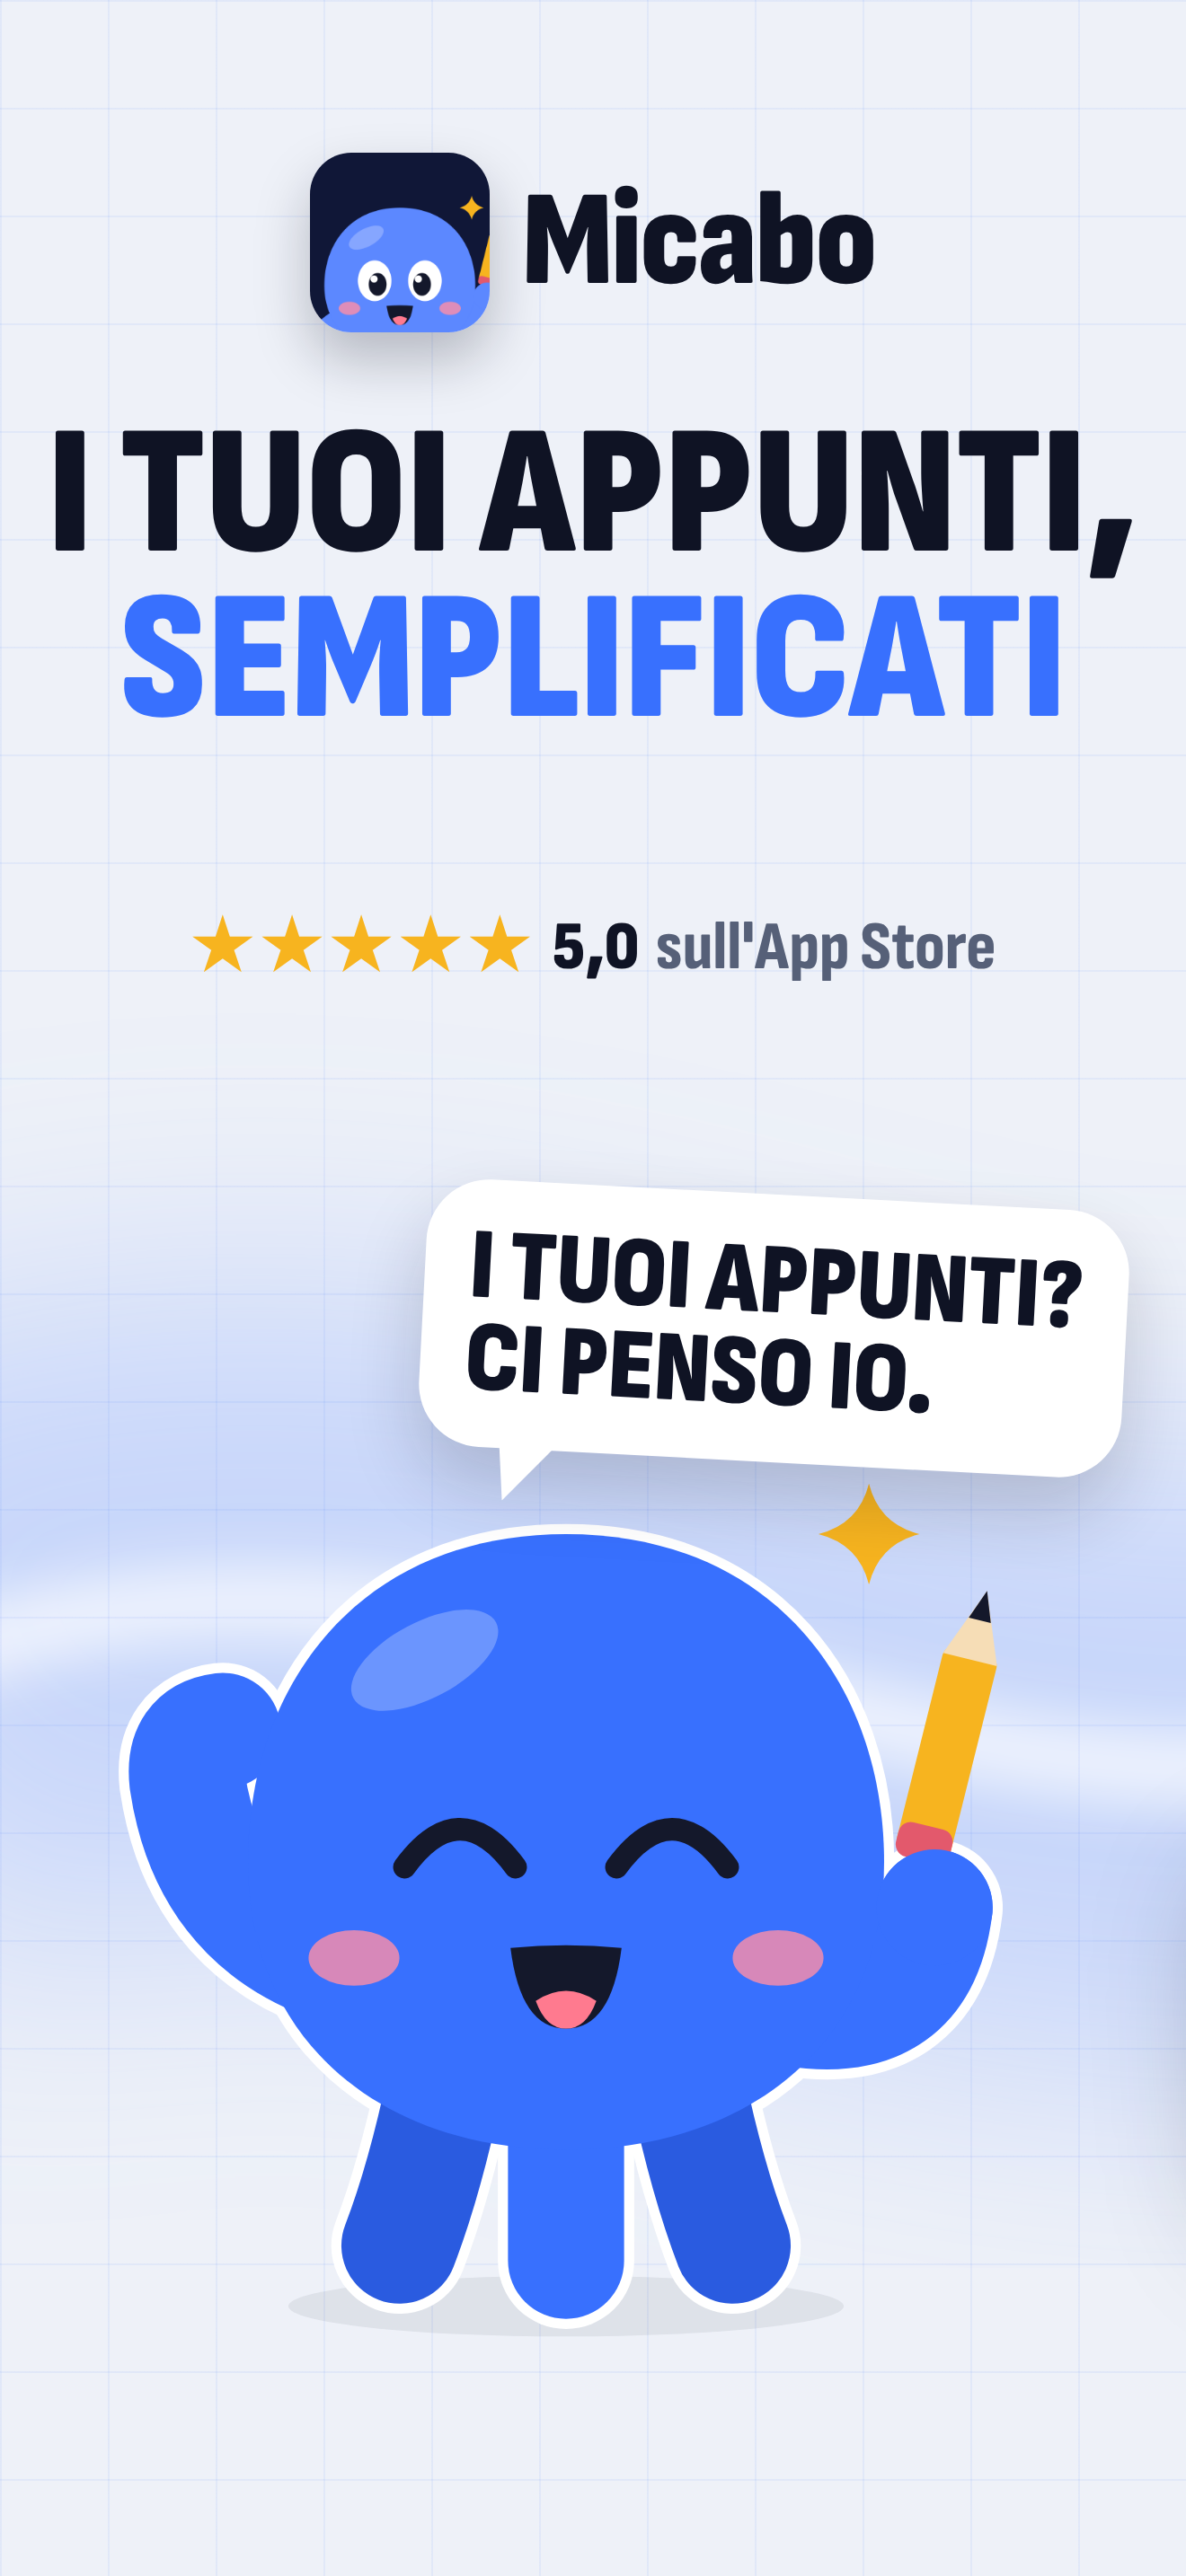 Micabo
I TUOI APPUNTI,
SEMPLIFICATI
5,0 sull'App Store
I TUOI APPUNTI?
CI PENSO IO.